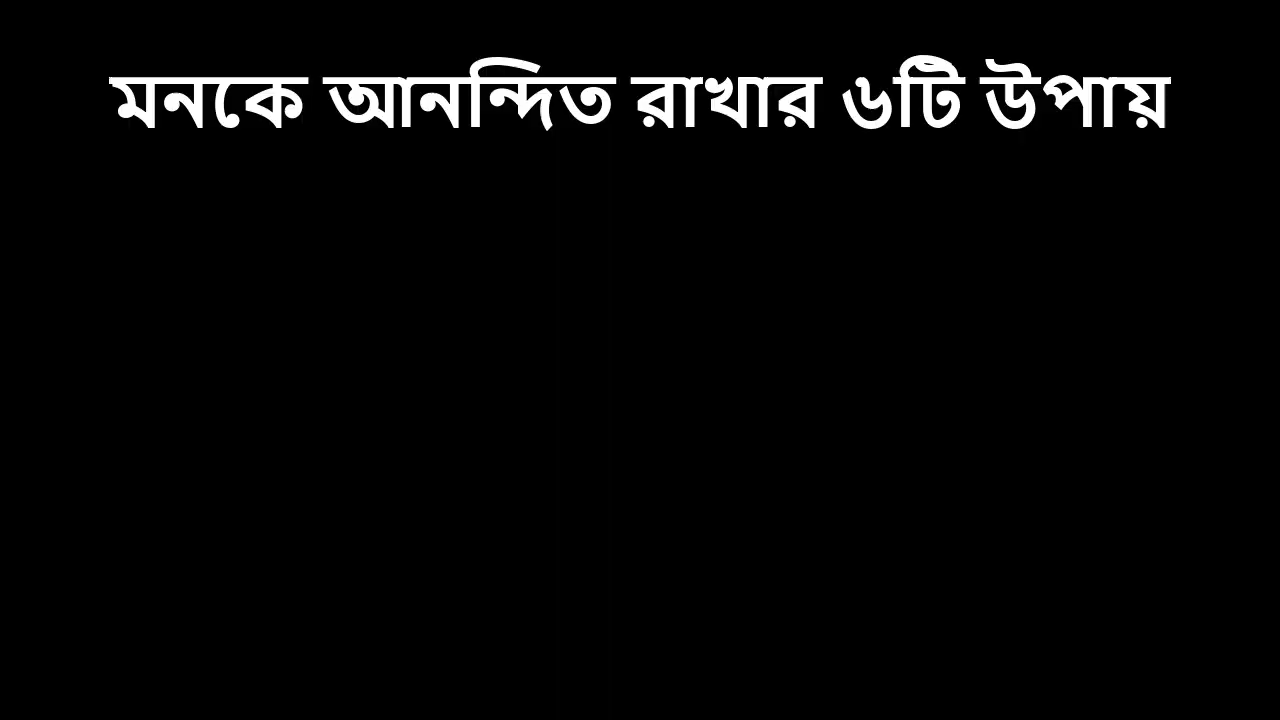 মনকে আনন্দিত রাখার ৬টি উপায়